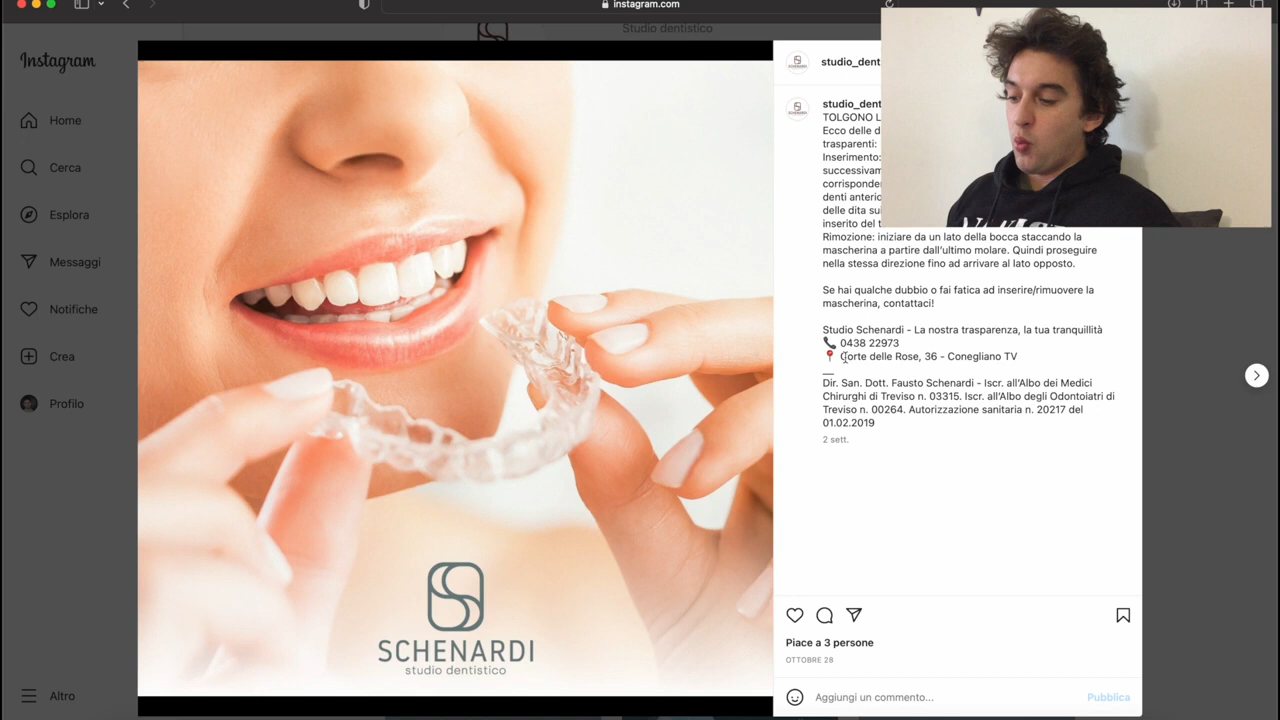 instagram.com
Studio dentistico
Instagram
Home
Cerca
Esplora
Messaggi
Notifiche
Crea
Profilo
Altro
SCHENARDI
studio dentistico
studio_dent
studio_dent
TOLGONO L
Ecco delle d
trasparenti:
Inserimento:
successivam
corrisponden
denti anterio
delle dita su
inserito del t
Rimozione: iniziare da un lato della bocca staccando la
mascherina a partire dall'ultimo molare. Quindi proseguire
nella stessa direzione fino ad arrivare al lato opposto.
Se hai qualche dubbio o fai fatica ad inserire/rimuovere la
mascherina, contattaci!
Studio Schenardi - La nostra trasparenza, la tua tranquillità
📞 0438 22973
📍 Corte delle Rose, 36 - Conegliano TV
__
Dir. San. Dott. Fausto Schenardi - Iscr. all'Albo dei Medici
Chirurghi di Treviso n. 03315. Iscr. all'Albo degli Odontoiatri di
Treviso n. 00264. Autorizzazione sanitaria n. 20217 del
01.02.2019
2 sett.
Piace a 3 persone
OTTOBRE 28
Aggiungi un commento...
Pubblica